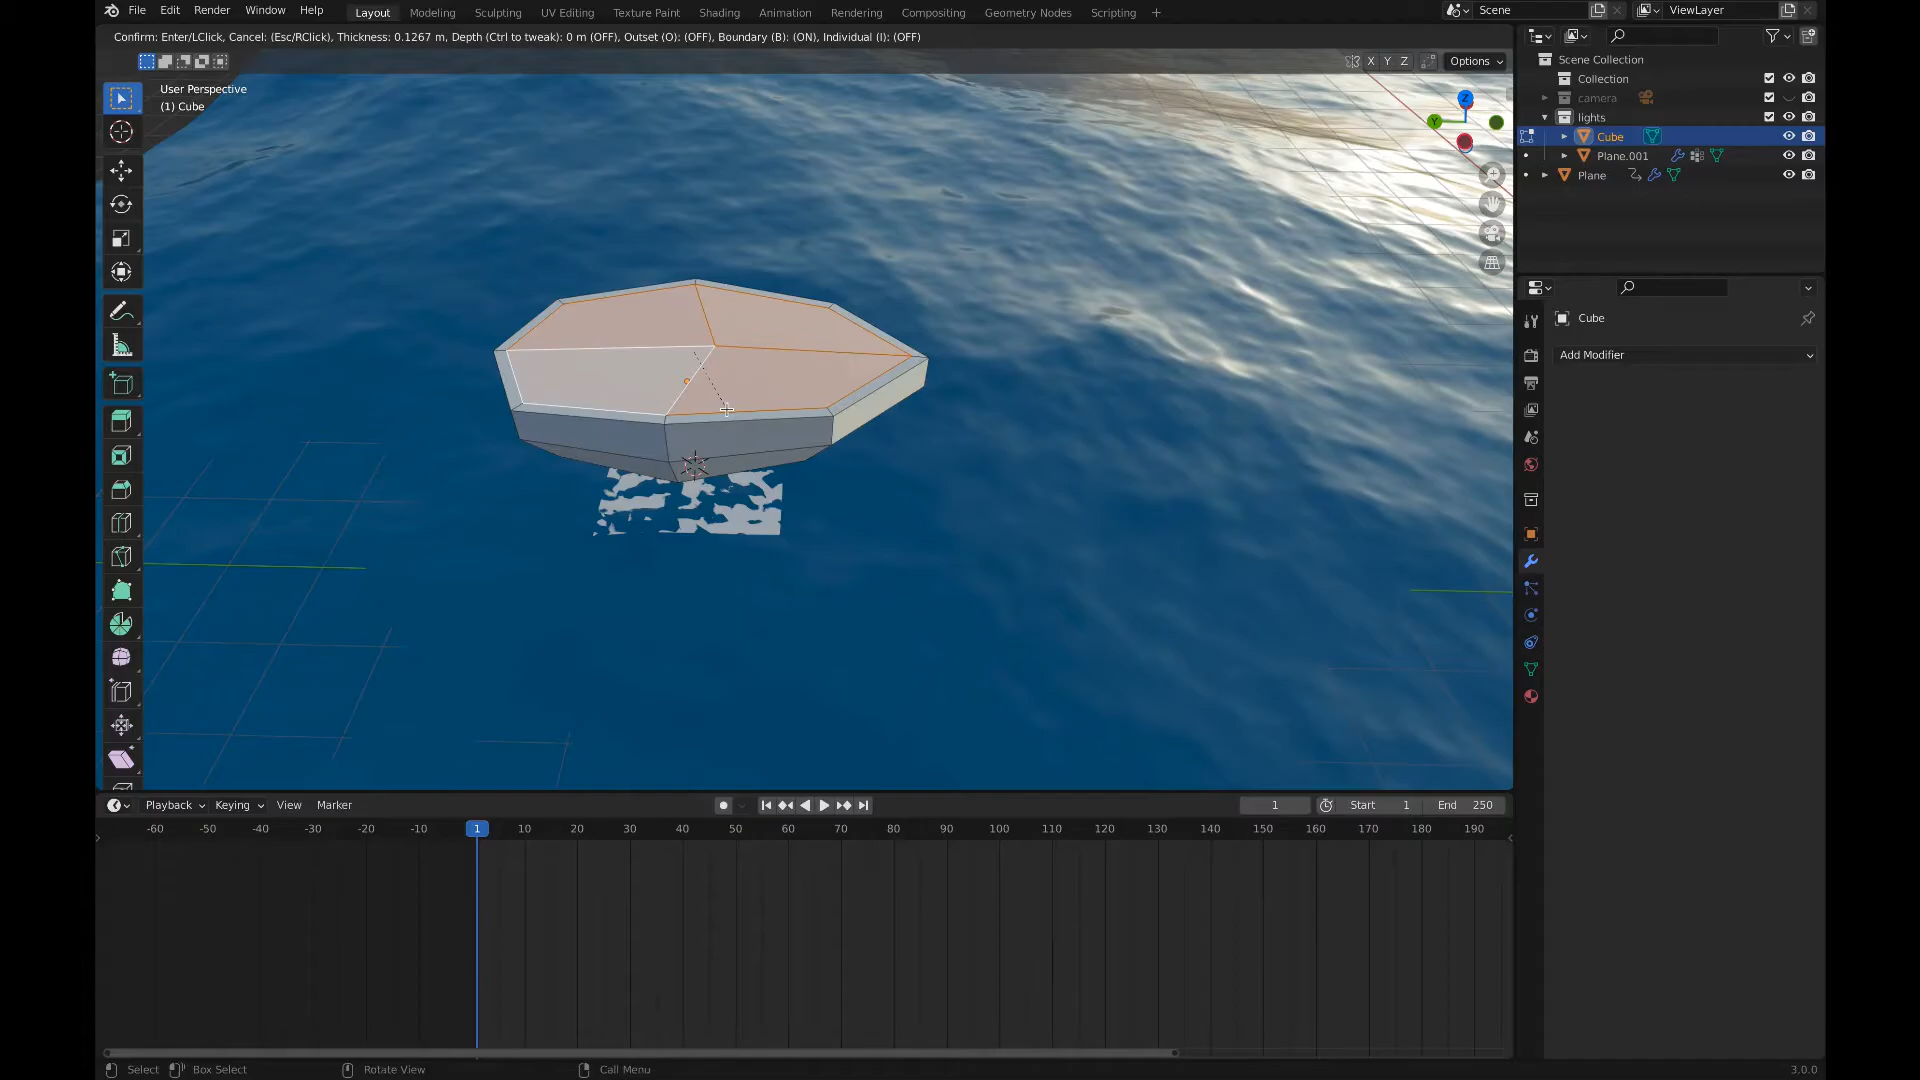 File Edit Render Window Help Layout Modeling Sculpting UV Editing Texture Paint Shading Animation Rendering Compositing Geometry Nodes Scripting + Scene ViewLayer
Confirm: Enter/LClick, Cancel: (Esc/RClick), Thickness: 0.1267 m, Depth (Ctrl to tweak): 0 m (OFF), Outset (O): (OFF), Boundary (B): (ON), Individual (I): (OFF)
X Y Z Options
User Perspective
(1) Cube
Z
Y
Scene Collection
Collection
camera
lights
Cube
Plane.001
Plane
Cube
Add Modifier
Playback Keying View Marker 1 Start 1 End 250
-60 -50 -40 -30 -20 -10 1 10 20 30 40 50 60 70 80 90 100 110 120 130 140 150 160 170 180 190
Select Box Select Rotate View Call Menu 3.0.0